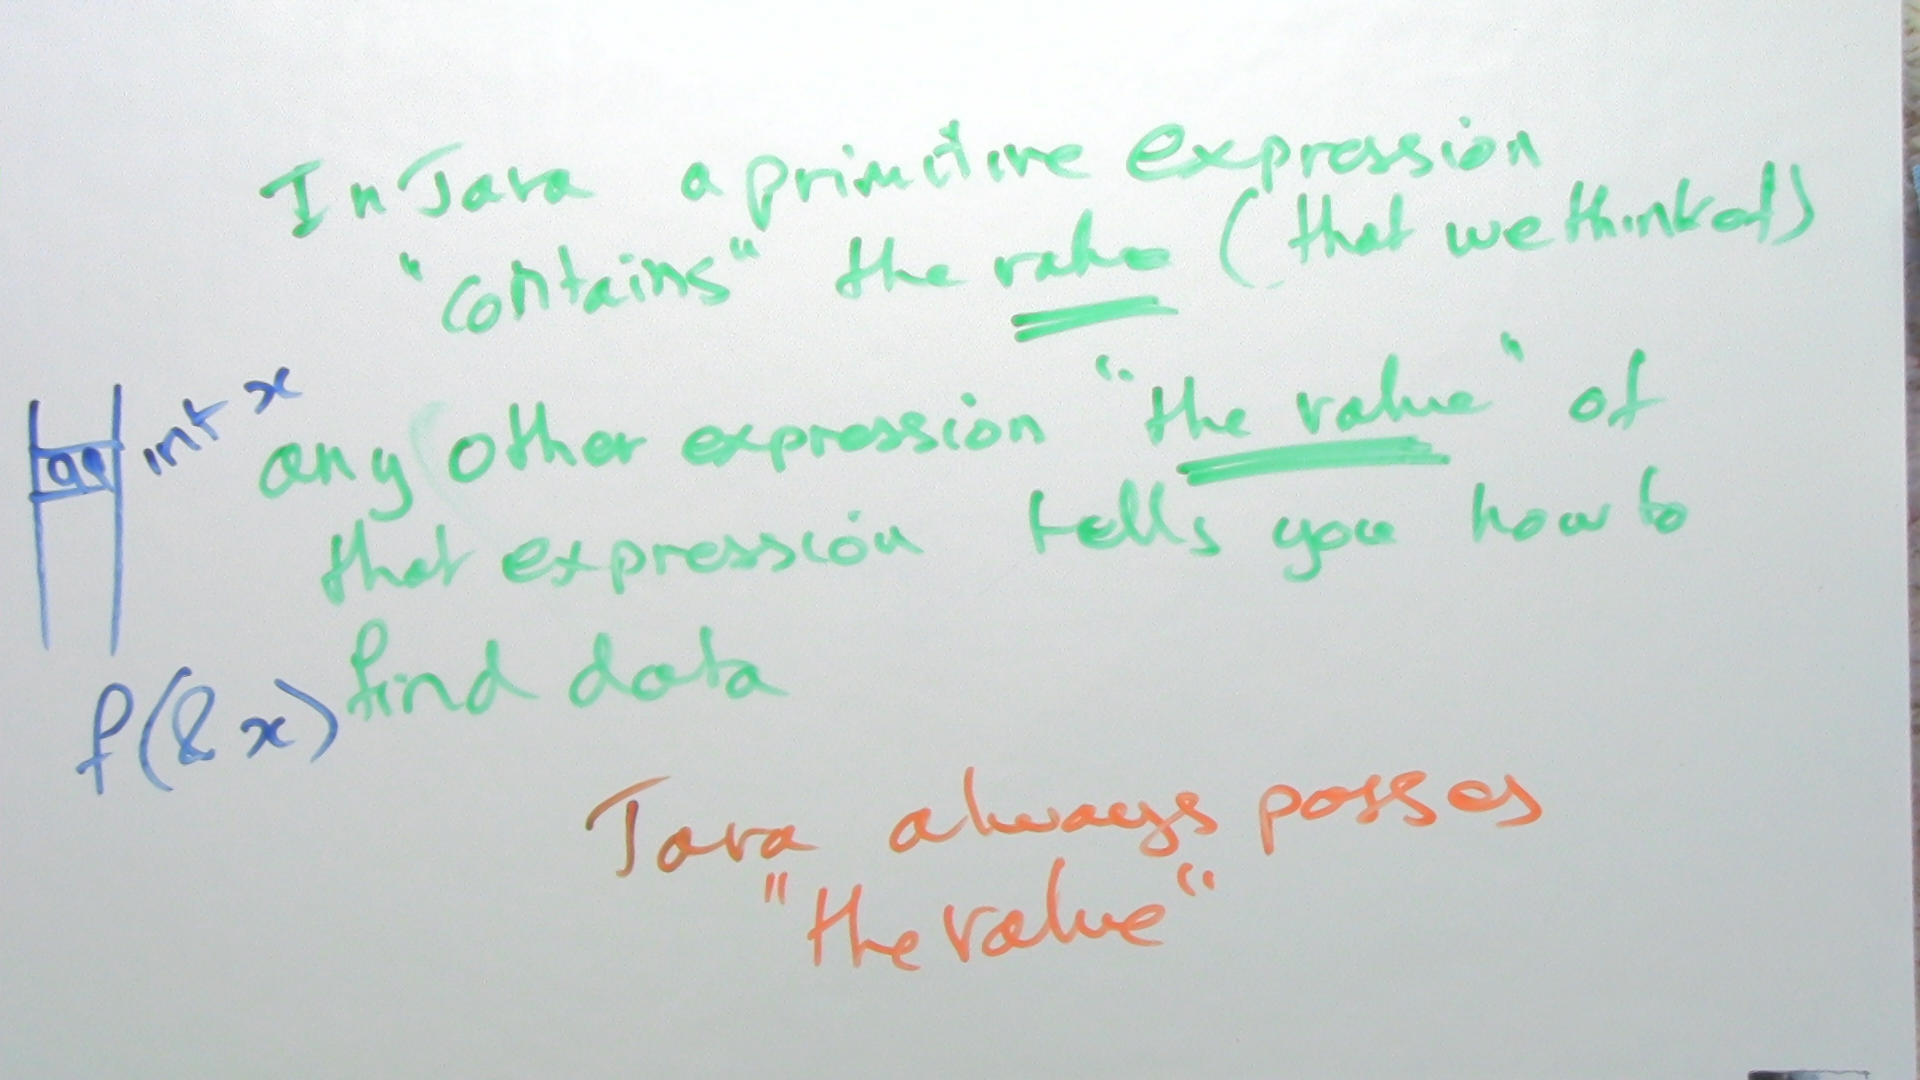 In Java a primitive expression
"contains" the value (that we think of)
int x
99
any other expression "the value" of
that expression tells you how to
find data
f(&x)
Java always passes
"the value"